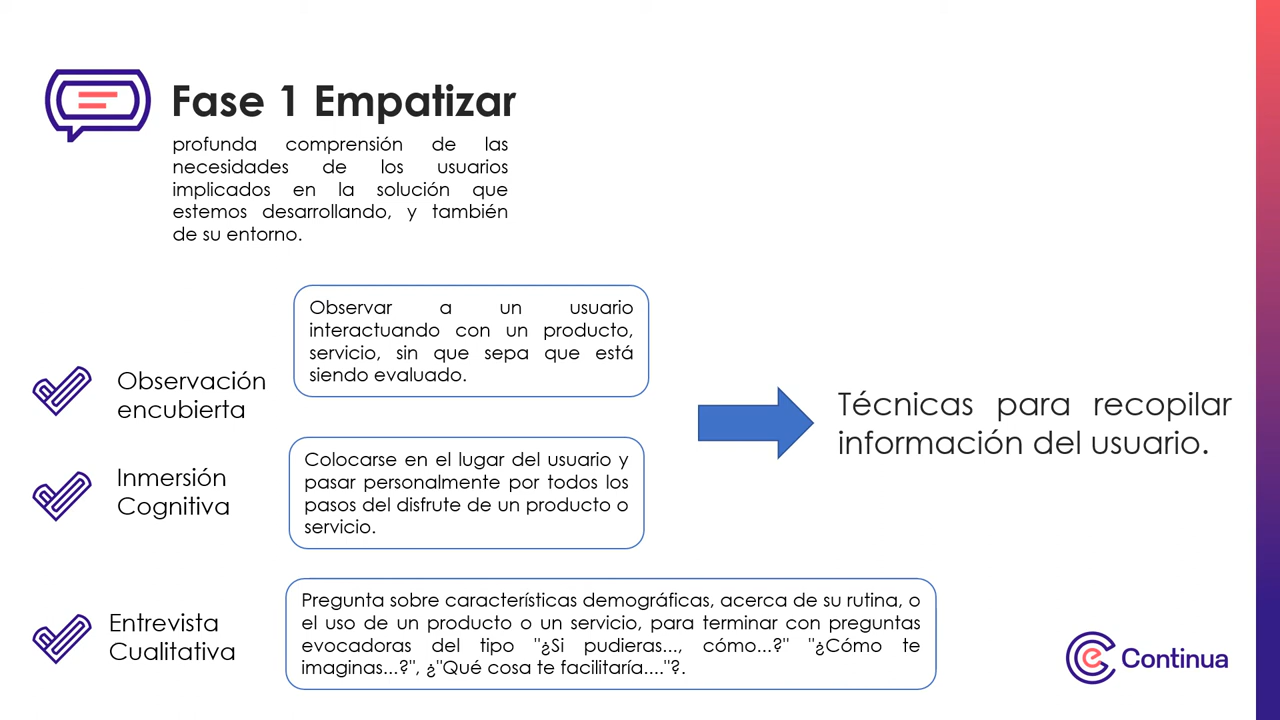 Fase 1 Empatizar
profunda comprensión de las
necesidades de los usuarios
implicados en la solución que
estemos desarrollando, y también
de su entorno.
Observar a un usuario
interactuando con un producto,
servicio, sin que sepa que está
siendo evaluado.
Observación
encubierta
Técnicas para recopilar
información del usuario.
Colocarse en el lugar del usuario y
pasar personalmente por todos los
pasos del disfrute de un producto o
servicio.
Inmersión
Cognitiva
Pregunta sobre características demográficas, acerca de su rutina, o
el uso de un producto o un servicio, para terminar con preguntas
evocadoras del tipo "¿Si pudieras..., cómo...?" "¿Cómo te
imaginas...?", ¿"Qué cosa te facilitaría...."?.
Entrevista
Cualitativa
Continua